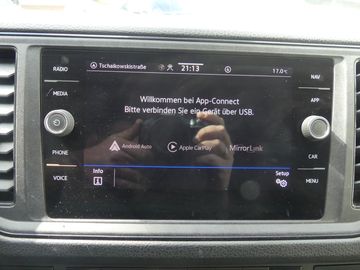 Tschaikowskistraße 21:13 17.0°C
RADIO
NAV
MEDIA
APP
Willkommen bei App-Connect
Bitte verbinden Sie ein Gerät über USB.
Android Auto Apple CarPlay MirrorLink
PHONE
CAR
VOICE
Info
Setup
MENU